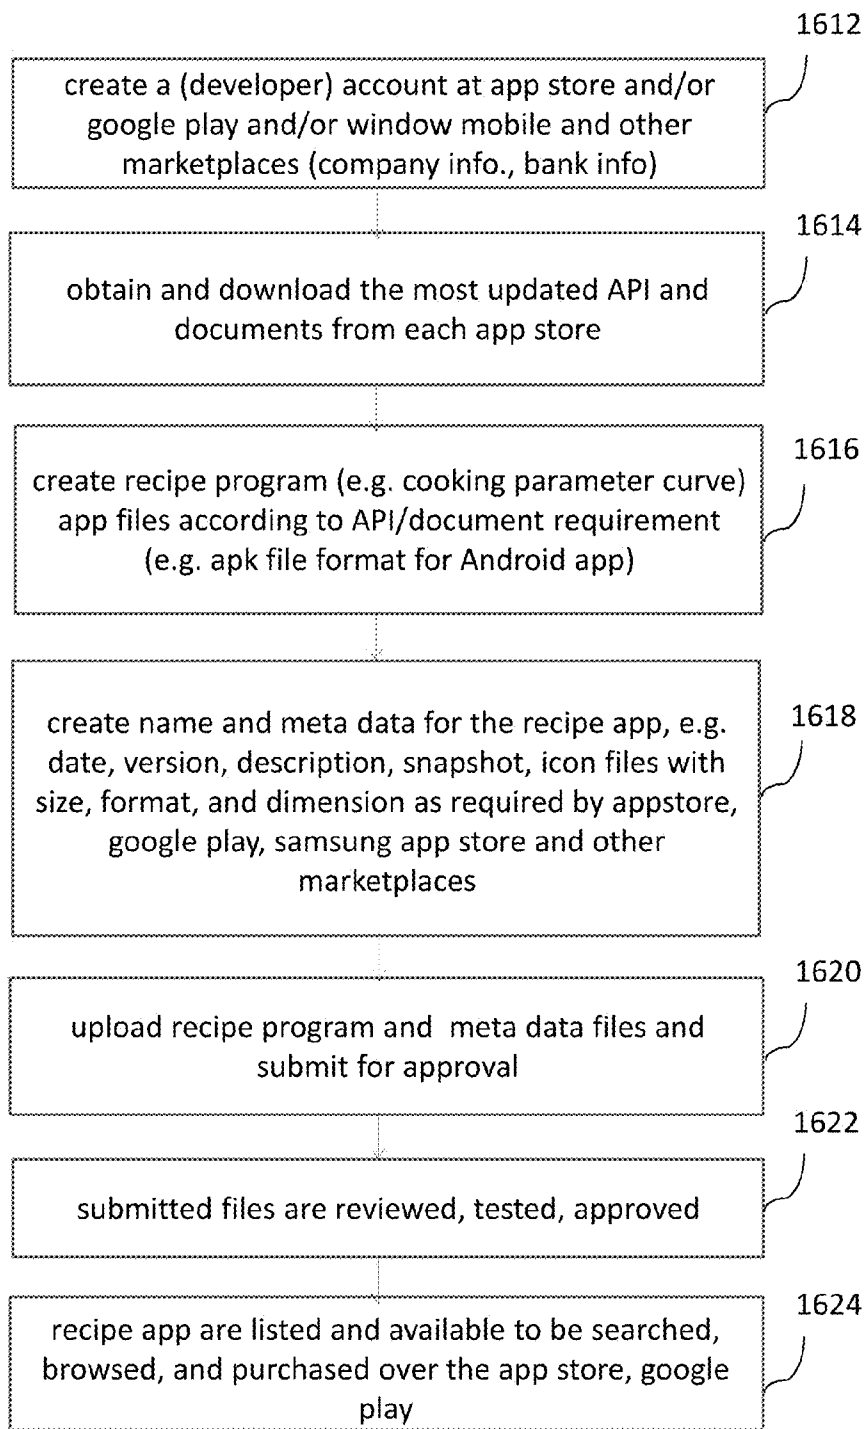 1612
create a (developer) account at app store and/or
google play and/or window mobile and other
marketplaces (company info., bank info)
1614
obtain and download the most updated API and
documents from each app store
1616
create recipe program (e.g. cooking parameter curve)
app files according to API/document requirement
(e.g. apk file format for Android app)
1618
create name and meta data for the recipe app, e.g.
date, version, description, snapshot, icon files with
size, format, and dimension as required by appstore,
google play, samsung app store and other
marketplaces
1620
upload recipe program and meta data files and
submit for approval
1622
submitted files are reviewed, tested, approved
1624
recipe app are listed and available to be searched,
browsed, and purchased over the app store, google
play